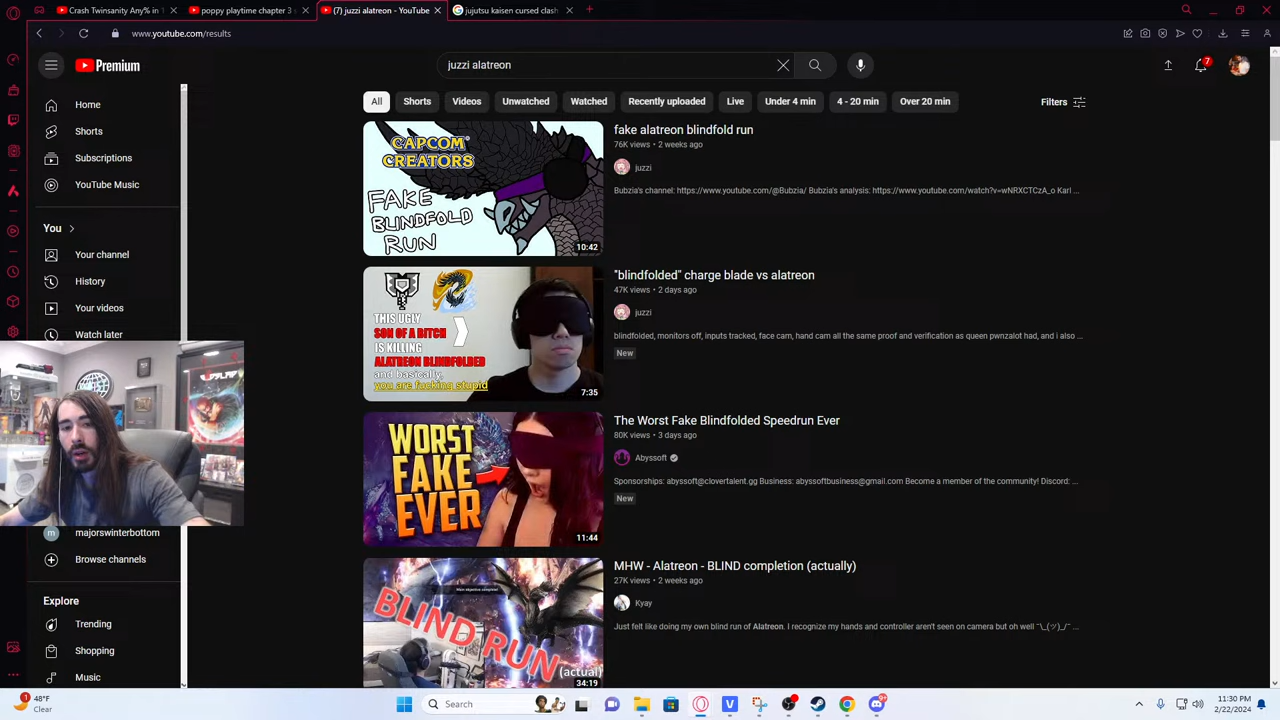 Crash Twinsanity Any% in 1
poppy playtime chapter 3 w
(7) juzzi alatreon - YouTube
jujutsu kaisen cursed clash
www.youtube.com/results
Premium
juzzi alatreon
7
All
Shorts
Videos
Unwatched
Watched
Recently uploaded
Live
Under 4 min
4 - 20 min
Over 20 min
Filters
Home
Shorts
Subscriptions
YouTube Music
You
Your channel
History
Your videos
Watch later
majorswinterbottom
Browse channels
Explore
Trending
Shopping
Music
CAPCOM
CREATORS
FAKE
BLINDFOLD
RUN
10:42
fake alatreon blindfold run
76K views • 2 weeks ago
juzzi
Bubzia's channel: https://www.youtube.com/@Bubzia/ Bubzia's analysis: https://www.youtube.com/watch?v=wNRXCTCzA_o Karl ...
THIS UGLY
SON OF A BITCH
IS KILLING
ALATREON BLINDFOLDED
and basically,
you are fucking stupid
7:35
"blindfolded" charge blade vs alatreon
47K views • 2 days ago
juzzi
blindfolded, monitors off, inputs tracked, face cam, hand cam all the same proof and verification as queen pwnzalot had, and i also ...
New
WORST
FAKE
EVER
11:44
The Worst Fake Blindfolded Speedrun Ever
80K views • 3 days ago
Abyssoft
Sponsorships: abyssoft@clovertalent.gg Business: abyssoftbusiness@gmail.com Become a member of the community! Discord: ...
New
BLIND RUN
(actual)
34:19
MHW - Alatreon - BLIND completion (actually)
27K views • 2 weeks ago
Kyay
Just felt like doing my own blind run of Alatreon. I recognize my hands and controller aren't seen on camera but oh well ¯\_(ツ)_/¯ ...
1
48°F
Clear
Search
11:30 PM
2/22/2024